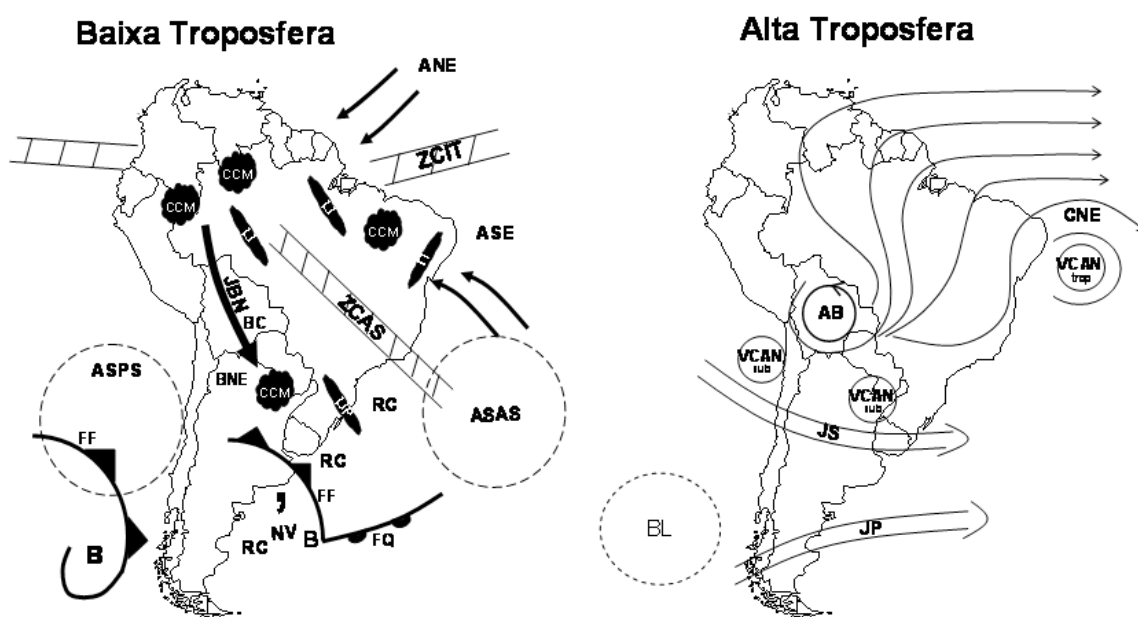 Baixa Troposfera
ANE
ZCIT
CCM
CCM
LI
CCM
LI
LI
ASE
JBN
BC
ZCAS
ASPS
BNE
CCM
RC
ASAS
FF
RC
FF
NV
B
RC
FQ
B
Alta Troposfera
CNE
VCAN
trop
AB
VCAN
sub
VCAN
sub
JS
BL
JP